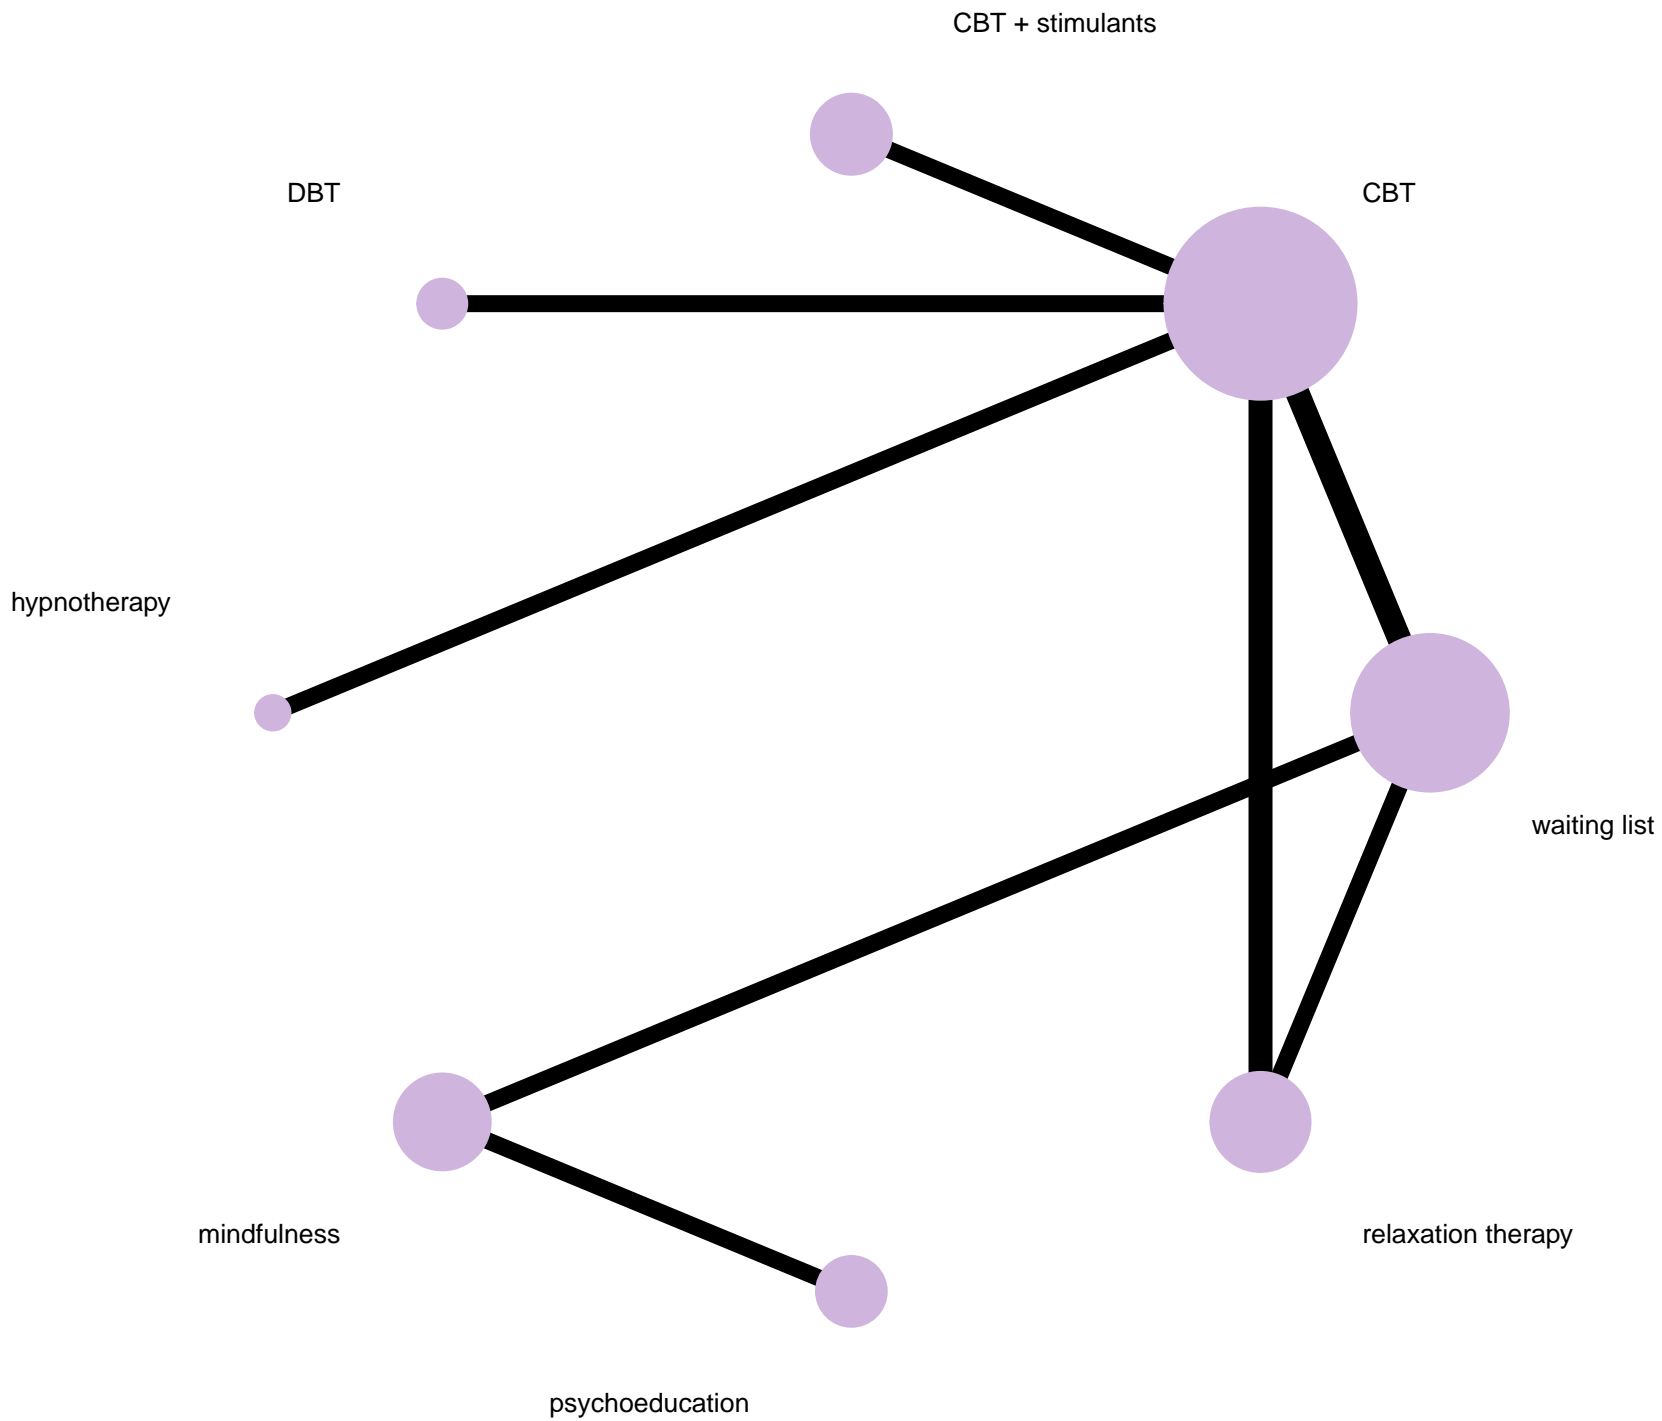 CBT + stimulants
DBT
CBT
hypnotherapy
waiting list
mindfulness
relaxation therapy
psychoeducation